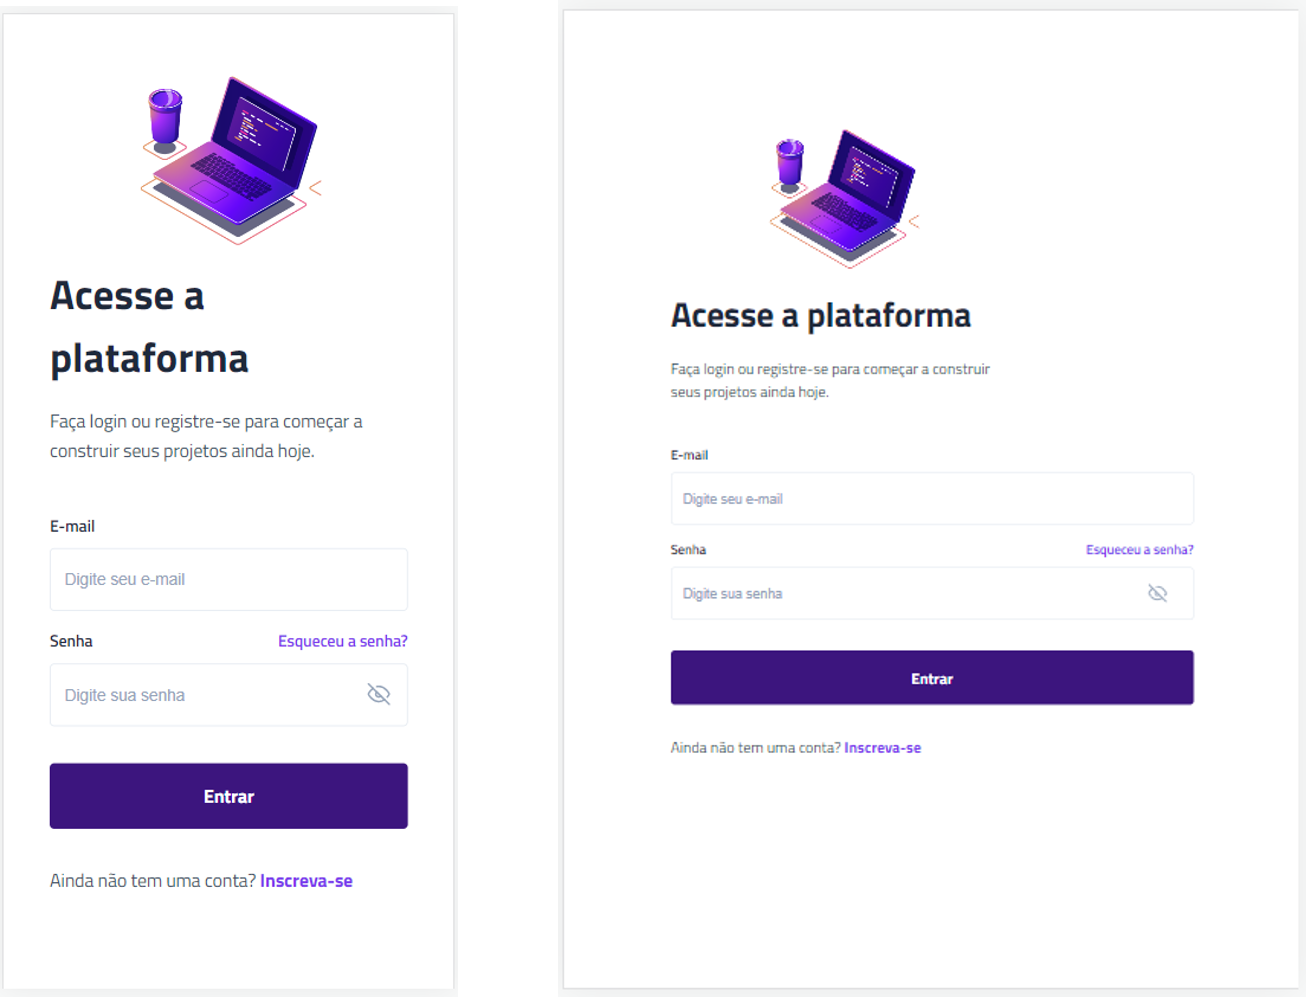 Acesse a
plataforma
Faça login ou registre-se para começar a
construir seus projetos ainda hoje.
E-mail
Digite seu e-mail
Senha Esqueceu a senha?
Digite sua senha
Entrar
Ainda não tem uma conta? Inscreva-se
Acesse a plataforma
Faça login ou registre-se para começar a construir
seus projetos ainda hoje.
E-mail
Digite seu e-mail
Senha Esqueceu a senha?
Digite sua senha
Entrar
Ainda não tem uma conta? Inscreva-se